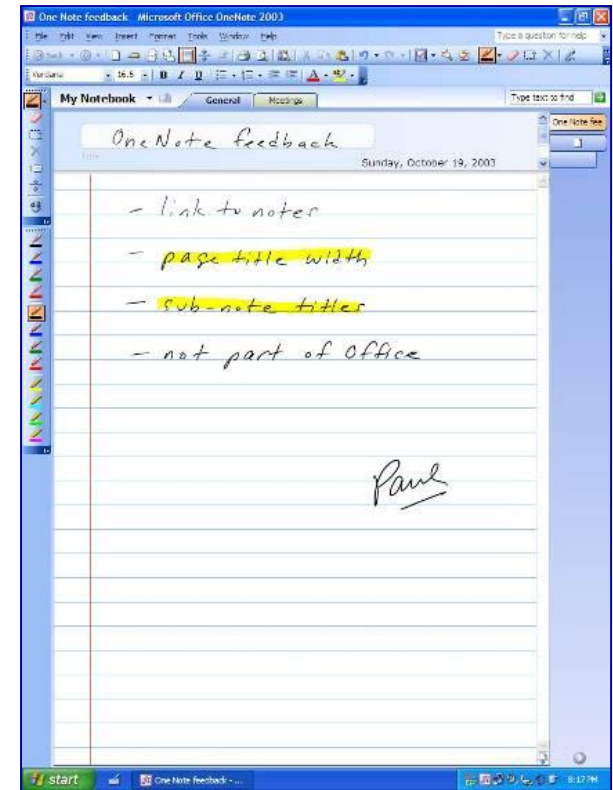 One Note feedback Microsoft Office OneNote 2003
File Edit View Insert Format Tools Window Help
Type a question for help
Verdana 16.5 B I U
My Notebook General Meetings
Type text to find
One Note fee
OneNote feedback
Title
Sunday, October 19, 2003
- link to notes
- page title width
- sub-note titles
- not part of Office
Paul
start
One Note feedback - ...
8:17 PM